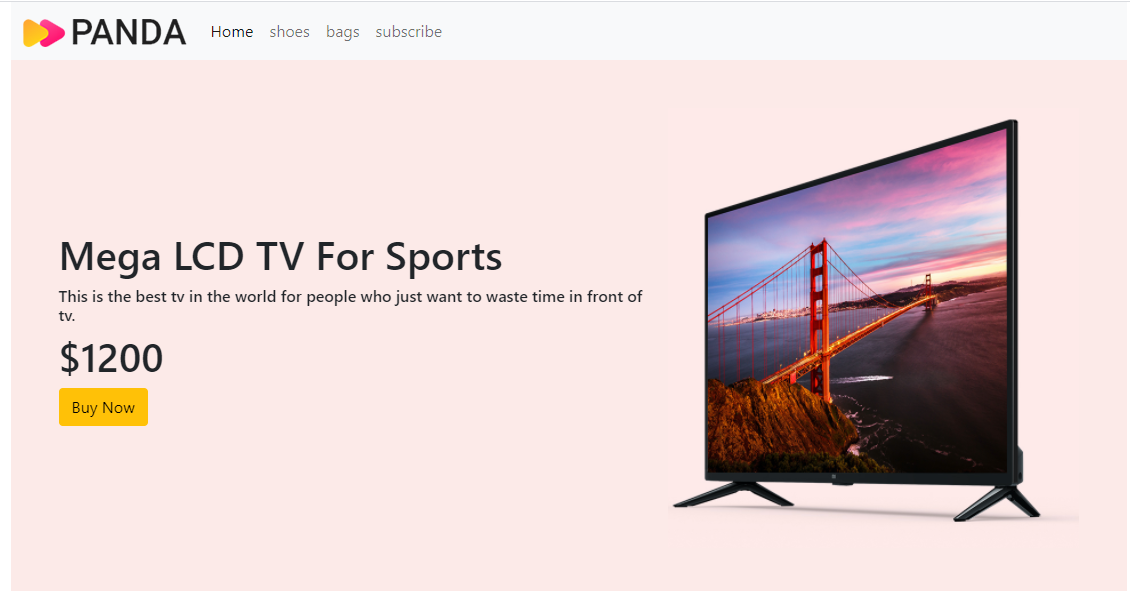 PANDA Home shoes bags subscribe
Mega LCD TV For Sports
This is the best tv in the world for people who just want to waste time in front of
tv.
$1200
Buy Now